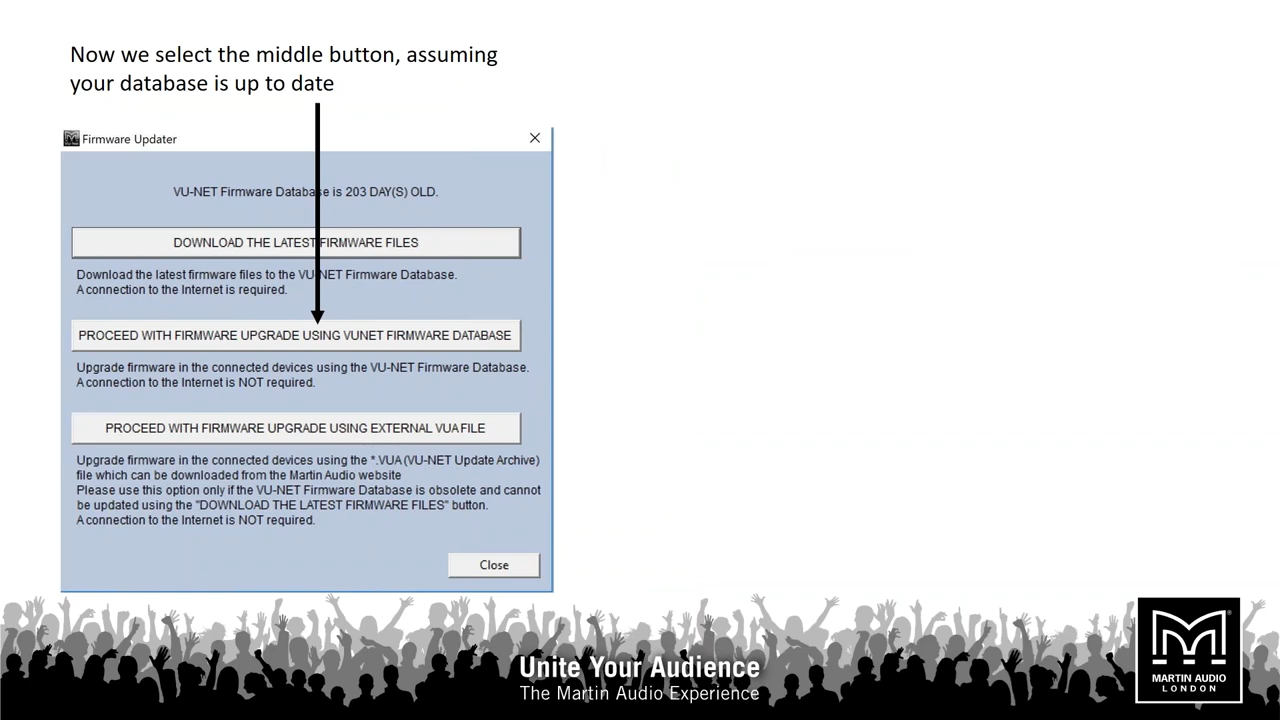 Now we select the middle button, assuming
your database is up to date
Firmware Updater
VU-NET Firmware Database is 203 DAY(S) OLD.
DOWNLOAD THE LATEST FIRMWARE FILES
Download the latest firmware files to the VU-NET Firmware Database.
A connection to the Internet is required.
PROCEED WITH FIRMWARE UPGRADE USING VUNET FIRMWARE DATABASE
Upgrade firmware in the connected devices using the VU-NET Firmware Database.
A connection to the Internet is NOT required.
PROCEED WITH FIRMWARE UPGRADE USING EXTERNAL VUA FILE
Upgrade firmware in the connected devices using the *.VUA (VU-NET Update Archive)
file which can be downloaded from the Martin Audio website
Please use this option only if the VU-NET Firmware Database is obsolete and cannot
be updated using the "DOWNLOAD THE LATEST FIRMWARE FILES" button.
A connection to the Internet is NOT required.
Close
Unite Your Audience
The Martin Audio Experience
MARTIN AUDIO
LONDON